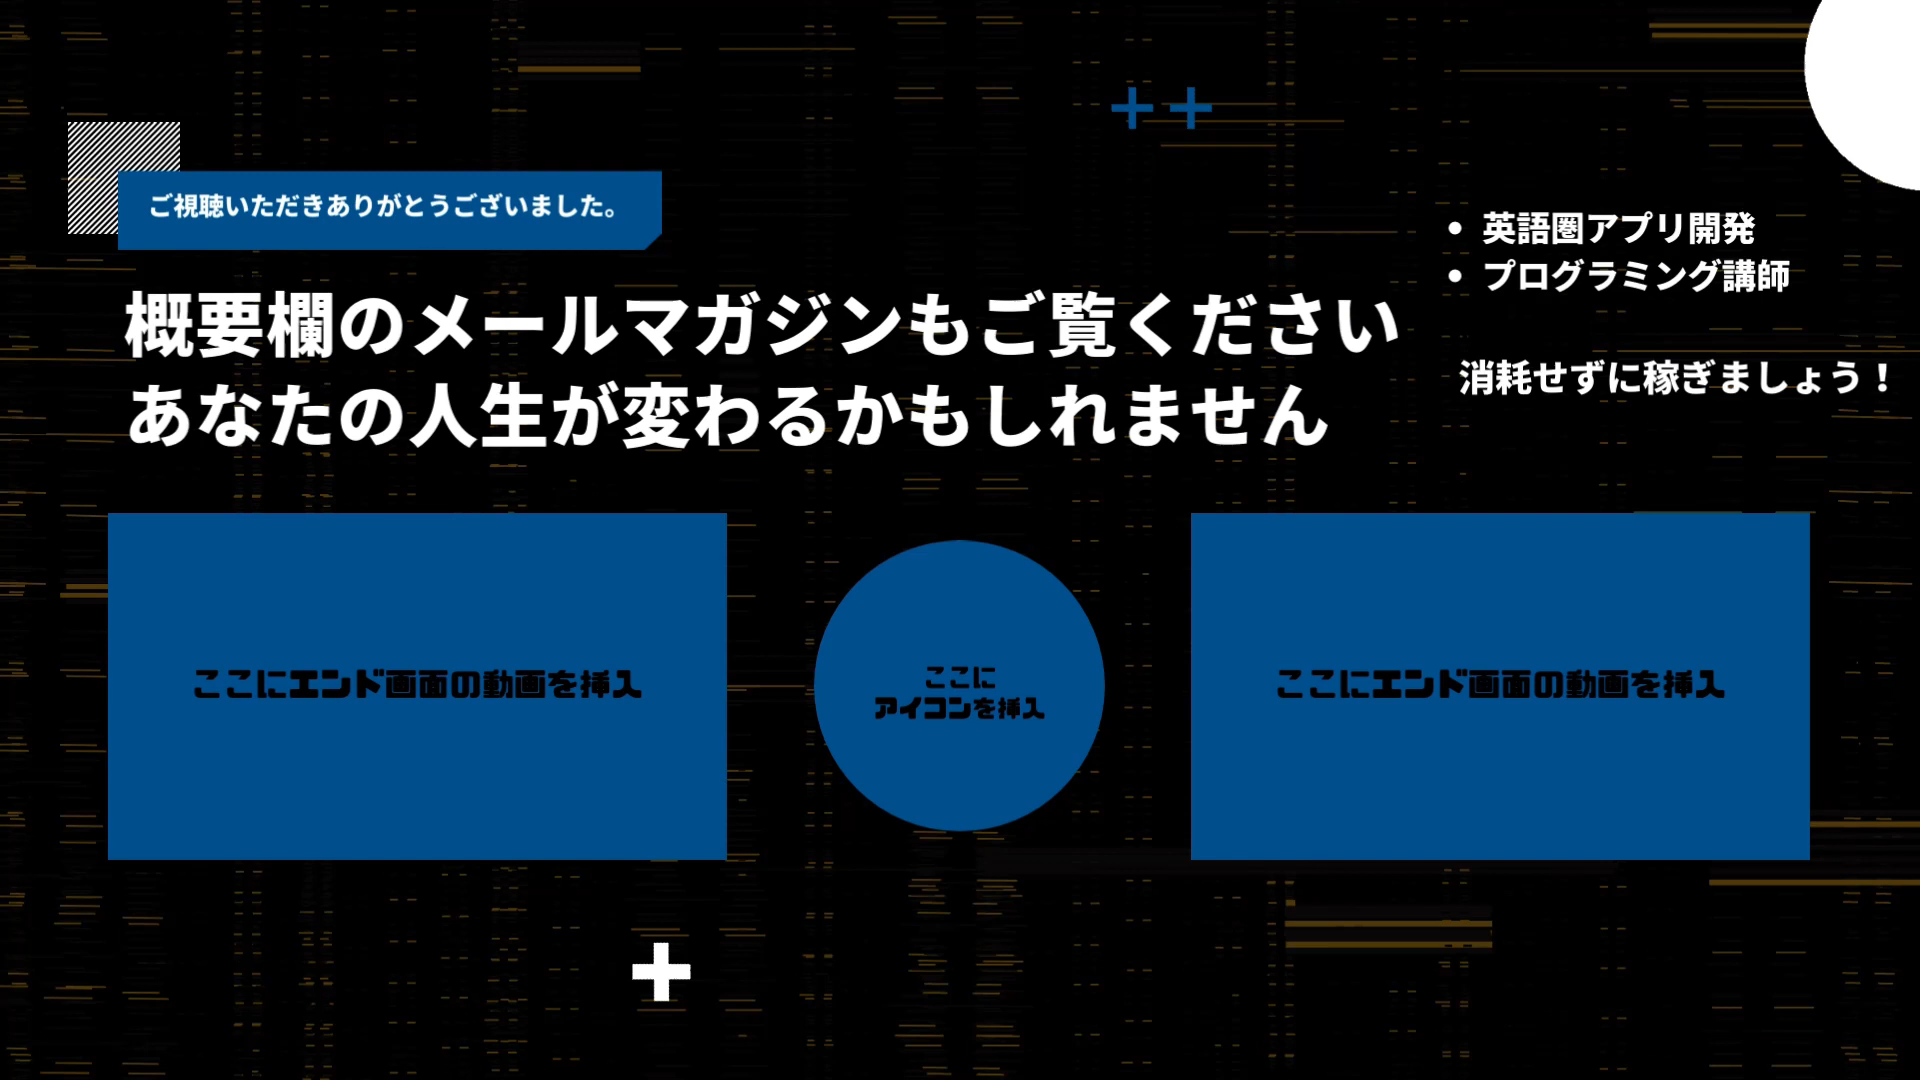 ご視聴いただきありがとうございました。
概要欄のメールマガジンもご覧ください
あなたの人生が変わるかもしれません
• 英語圏アプリ開発
• プログラミング講師
消耗せずに稼ぎましょう！
ここにエンド画面の動画を挿入
ここに
アイコンを挿入
ここにエンド画面の動画を挿入